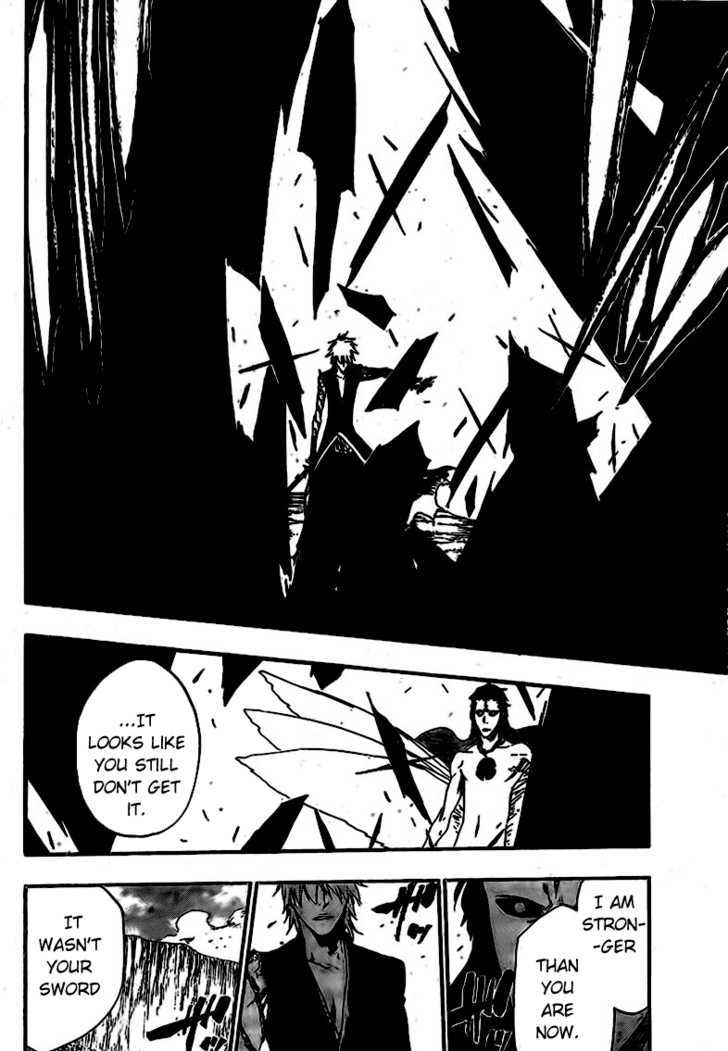 ...IT
LOOKS LIKE
YOU STILL
DON'T GET
IT.
I AM
STRON-
-GER
THAN
YOU
ARE
NOW.
IT
WASN'T
YOUR
SWORD